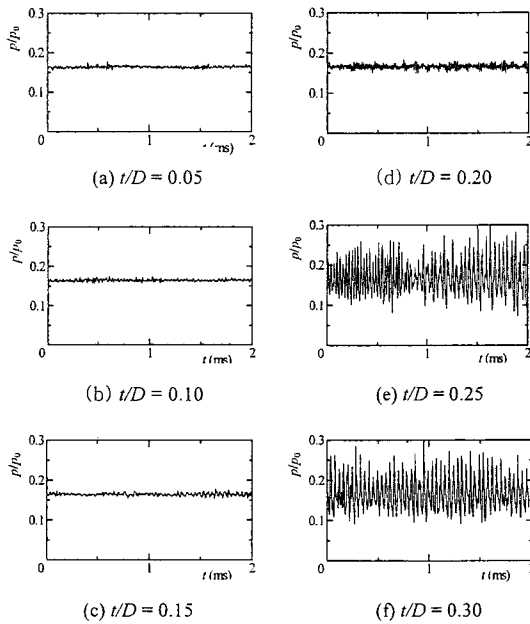 p/p0
0.3
0.2
0.1
0
1
2
(a) t/D = 0.05
p/p0
0.3
0.2
0.1
0
1
2
t (ms)
(b) t/D = 0.10
p/p0
0.3
0.2
0.1
0
1
2
t (ms)
(c) t/D = 0.15
p/p0
0.3
0.2
0.1
0
1
2
t (ms)
(d) t/D = 0.20
p/p0
0.3
0.2
0.1
0
1
2
t (ms)
(e) t/D = 0.25
p/p0
0.3
0.2
0.1
0
1
2
t (ms)
(f) t/D = 0.30